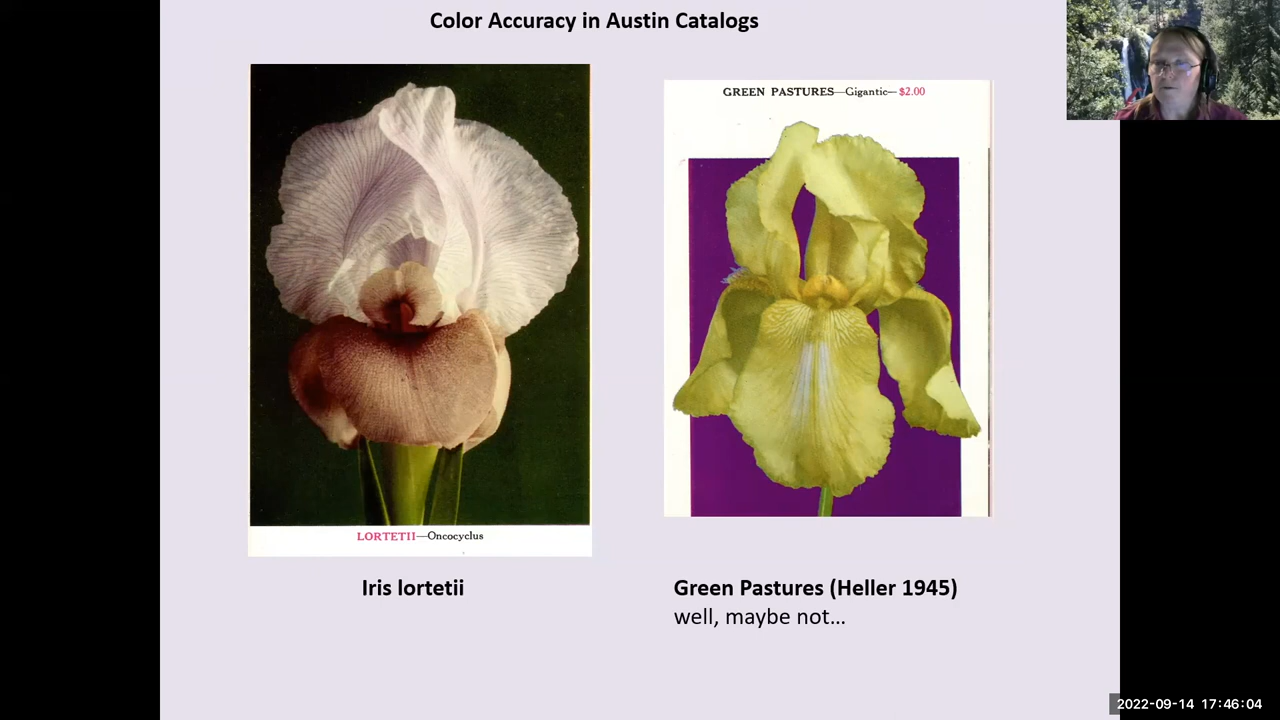 Color Accuracy in Austin Catalogs
GREEN PASTURES—Gigantic—$2.00
LORTETII—Oncocyclus
Iris lortetii
Green Pastures (Heller 1945)
well, maybe not…
2022-09-14 17:46:04